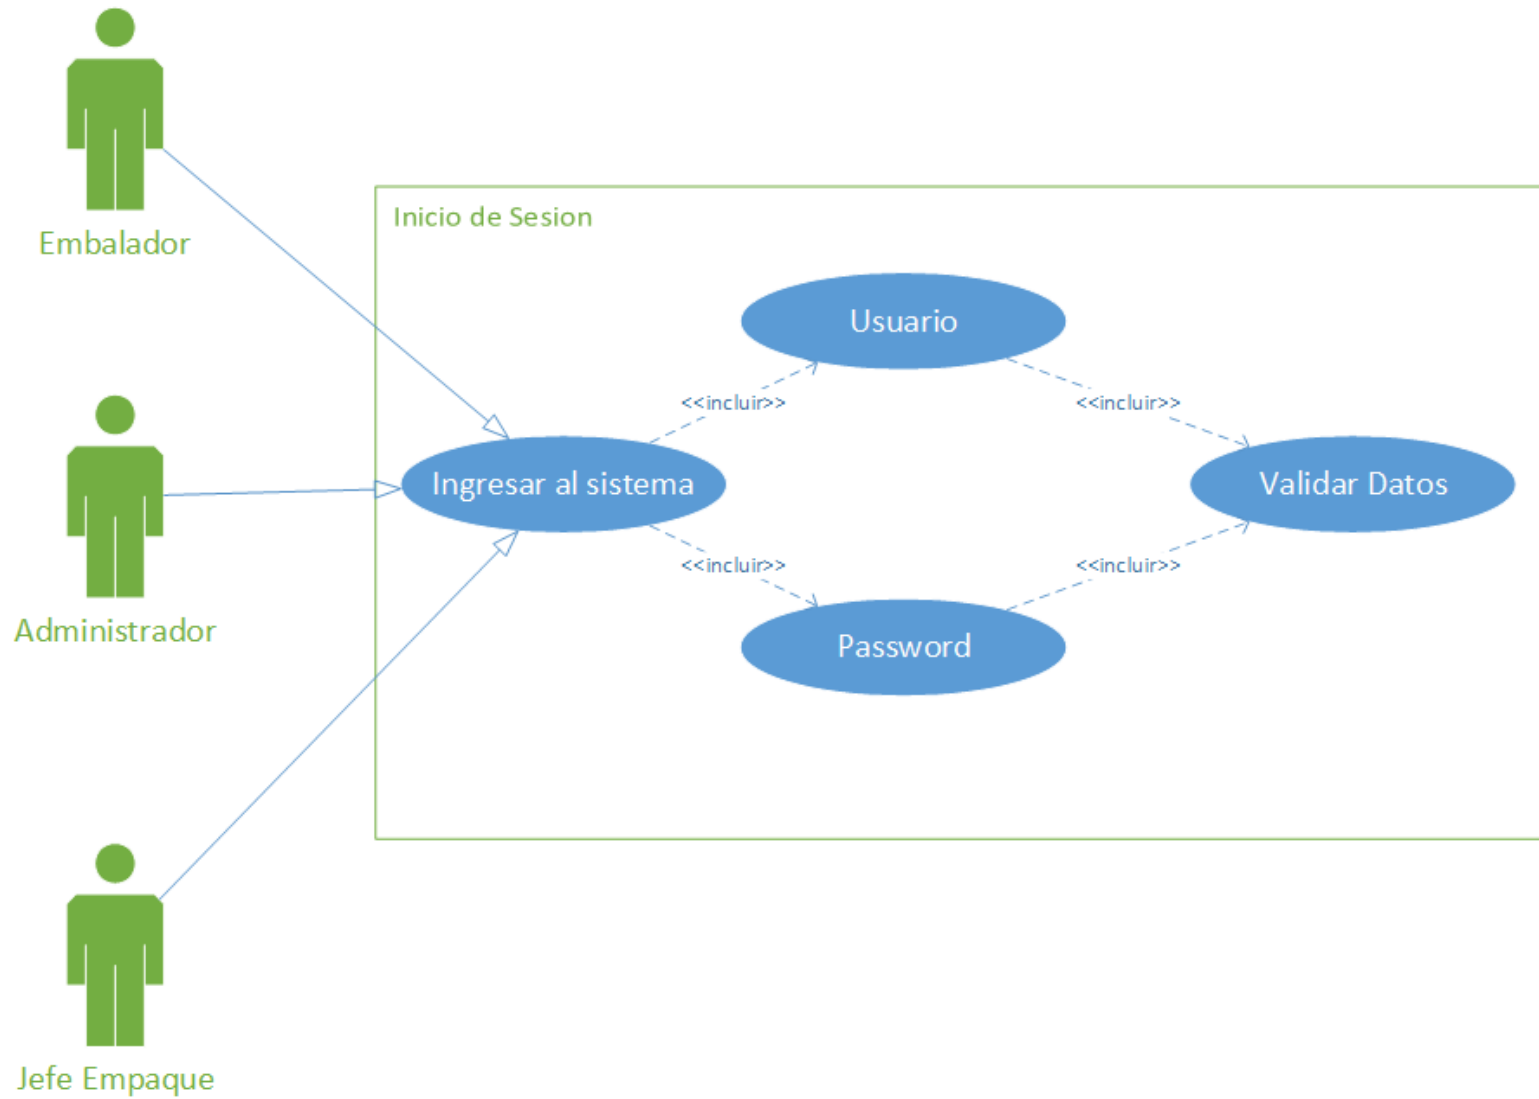 Embalador
Inicio de Sesion
Usuario
<<incluir>>
<<incluir>>
Ingresar al sistema
Validar Datos
<<incluir>>
<<incluir>>
Administrador
Password
Jefe Empaque